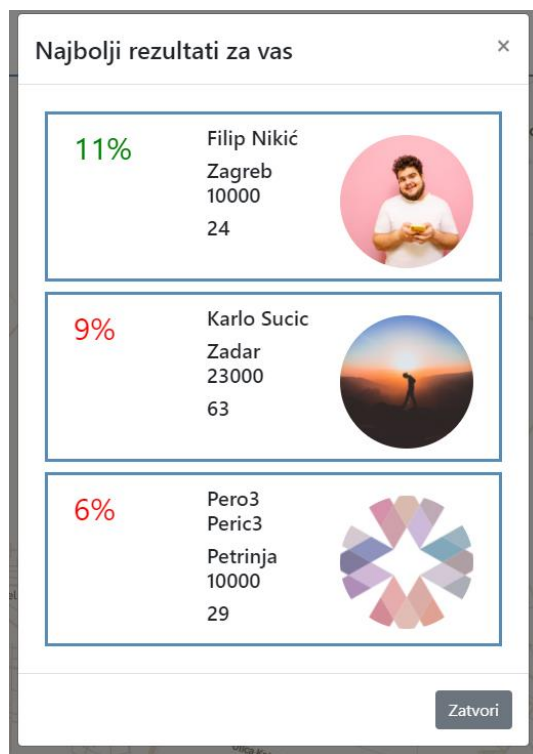 Najbolji rezultati za vas
×
11%
Filip Nikić
Zagreb
10000
24
9%
Karlo Sucic
Zadar
23000
63
6%
Pero3
Peric3
Petrinja
10000
29
Zatvori